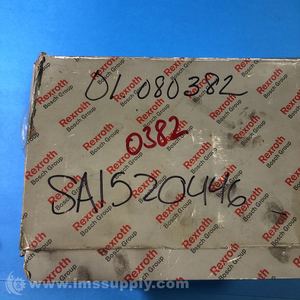 OL080382
0382
SA1520446
Rexroth
Bosch Group
© www.imssupply.com